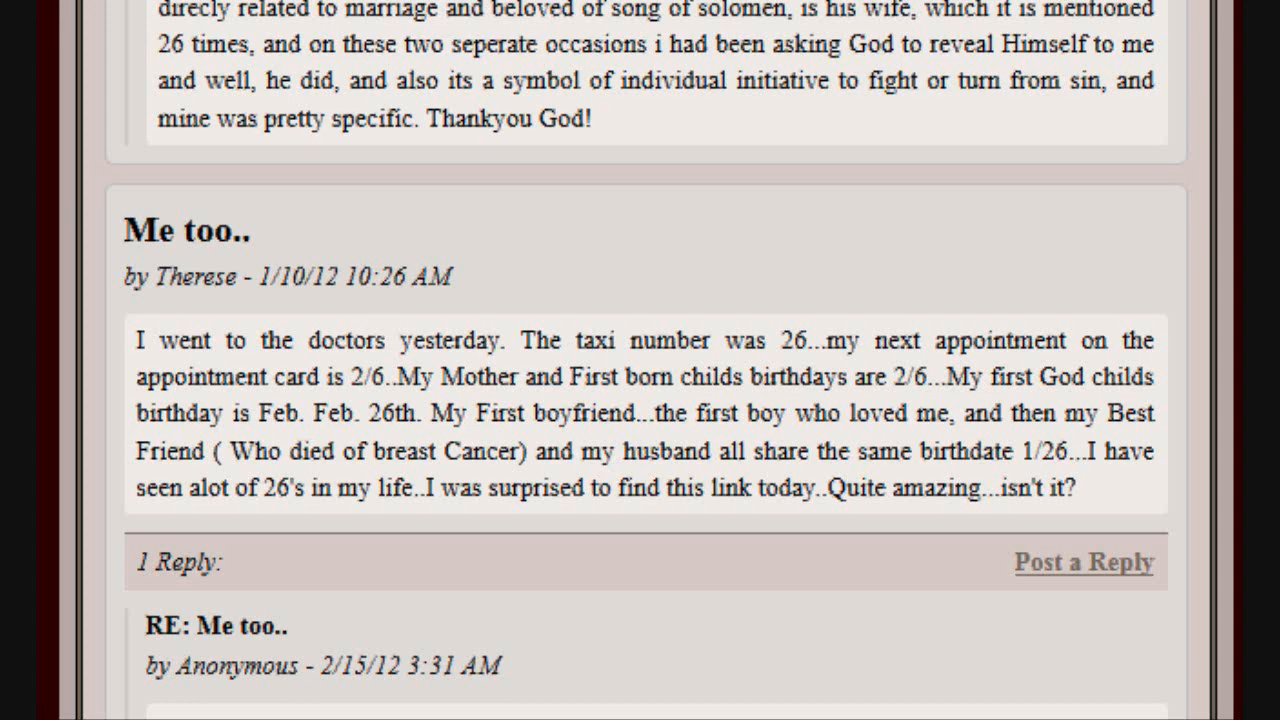 direcly related to marriage and beloved of song of solomen, is his wife, which it is mentioned
26 times, and on these two seperate occasions i had been asking God to reveal Himself to me
and well, he did, and also its a symbol of individual initiative to fight or turn from sin, and
mine was pretty specific. Thankyou God!
Me too..
by Therese - 1/10/12 10:26 AM
I went to the doctors yesterday. The taxi number was 26...my next appointment on the
appointment card is 2/6..My Mother and First born childs birthdays are 2/6...My first God childs
birthday is Feb. Feb. 26th. My First boyfriend...the first boy who loved me, and then my Best
Friend ( Who died of breast Cancer) and my husband all share the same birthdate 1/26...I have
seen alot of 26's in my life..I was surprised to find this link today..Quite amazing...isn't it?
1 Reply:
Post a Reply
RE: Me too..
by Anonymous - 2/15/12 3:31 AM